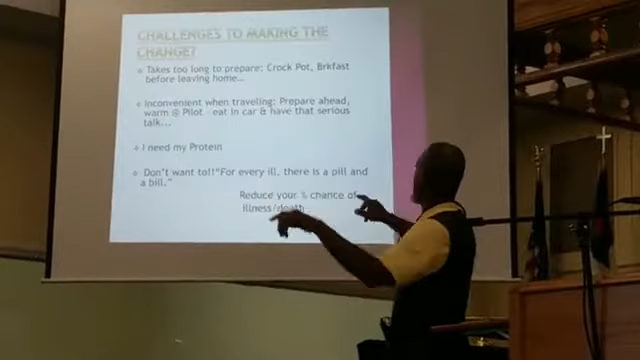 CHALLENGES TO MAKING THE
CHANGE?
Takes too long to prepare: Crock Pot, Brkfast
before leaving home...
Inconvenient when traveling: Prepare ahead,
warm @ Pilot - eat in car & have that serious
talk...
I need my Protein
Don't want to!!"For every ill, there is a pill and
a bill."
Reduce your % chance of
illness/death